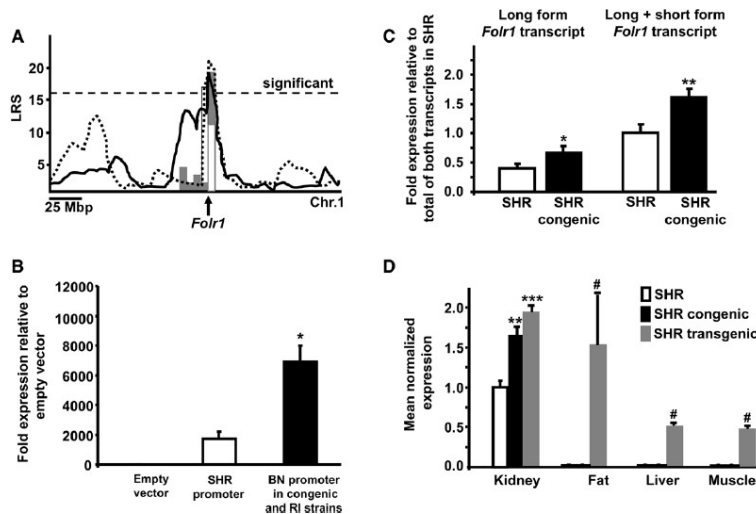 A
LRS
20
15
10
5
significant
25 Mbp
Chr.1
Folr1
B
Fold expression relative to
empty vector
12000
10000
8000
6000
4000
2000
0
*
Empty
vector
SHR
promoter
BN promoter
in congenic
and RI strains
C
Long form
Folr1 transcript
Long + short form
Folr1 transcript
Fold expression relative to
total of both transcripts in SHR
2.0
1.5
1.0
0.5
0.0
*
**
SHR
SHR
congenic
SHR
SHR
congenic
D
Mean normalized
expression
2.0
1.5
1.0
0.5
0.0
**
***
#
#
#
SHR
SHR congenic
SHR transgenic
Kidney
Fat
Liver
Muscle